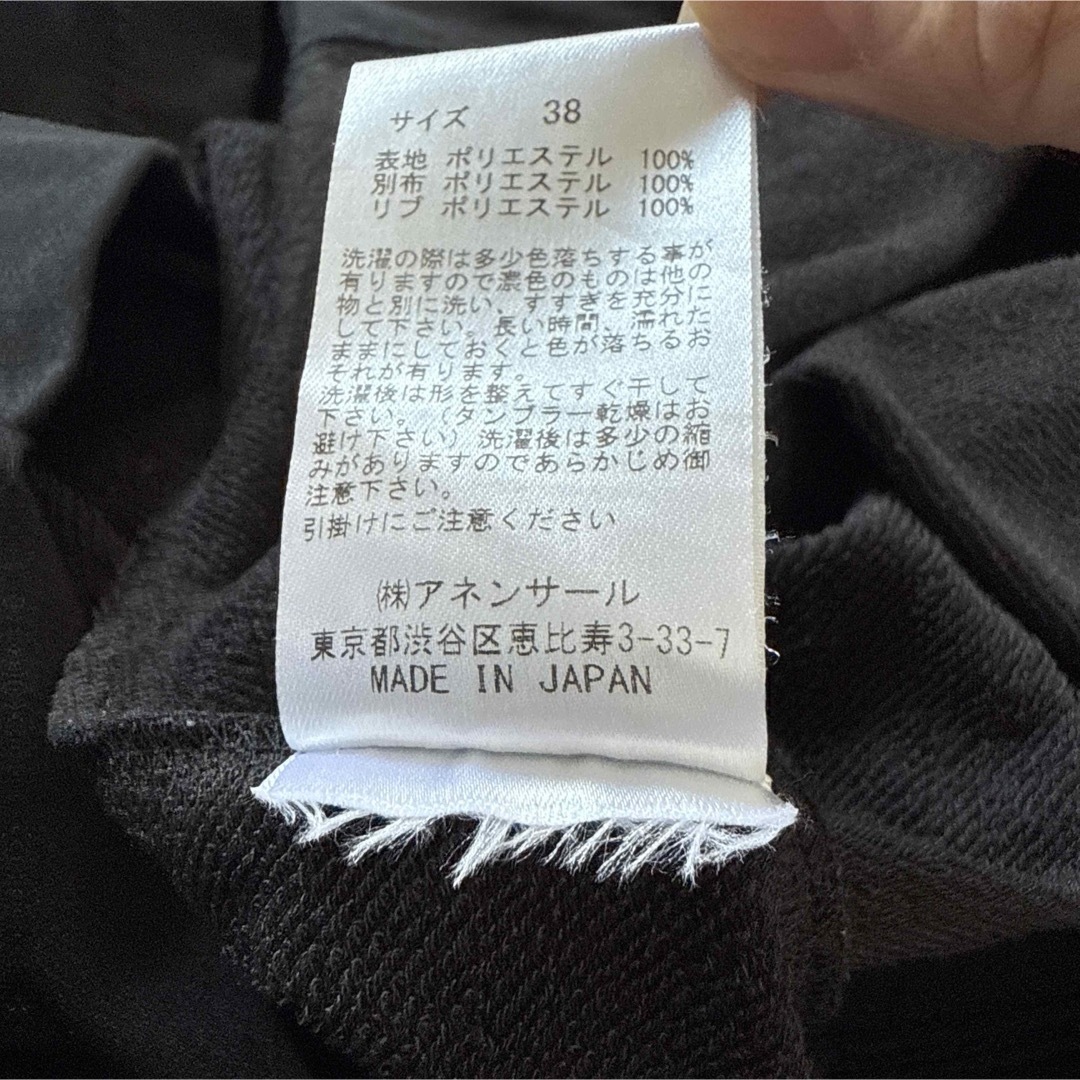 サイズ 38
表地 ポリエステル 100%
別布 ポリエステル 100%
リブ ポリエステル 100%
洗濯の際は多少色落ちする事が
有りますので濃色のものは他の
物と別に洗い、すすぎを充分に
して下さい。長い時間、濡れた
ままにしておくと色が落ちるお
それが有ります。
洗濯後は形を整えてすぐ干して
下さい。(タンブラー乾燥はお
避け下さい)洗濯後は多少の縮
みがありますのであらかじめ御
注意下さい。
引掛けにご注意ください
㈱アネンサール
東京都渋谷区恵比寿3-33-7
MADE IN JAPAN